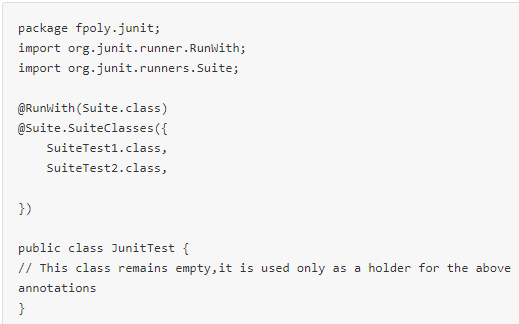 package fpoly.junit;
import org.junit.runner.RunWith;
import org.junit.runners.Suite;
@RunWith(Suite.class)
@Suite.SuiteClasses({
    SuiteTest1.class,
    SuiteTest2.class,
})
public class JunitTest {
// This class remains empty,it is used only as a holder for the above
annotations
}